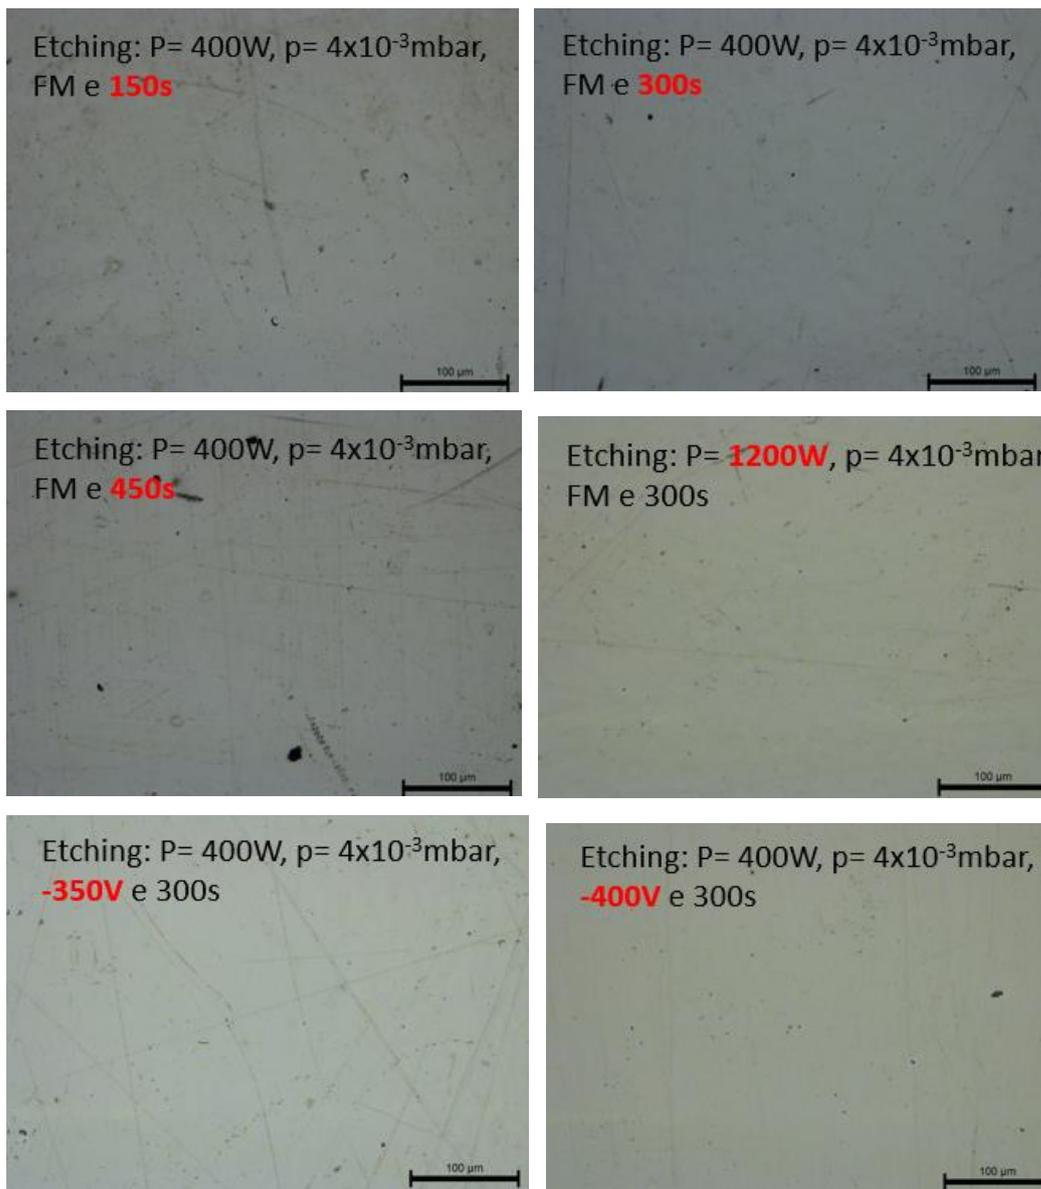 Etching: P= 400W, p= 4x10⁻³mbar,
FM e 150s
100 µm
Etching: P= 400W, p= 4x10⁻³mbar,
FM e 300s
100 µm
Etching: P= 400W, p= 4x10⁻³mbar,
FM e 450s
100 µm
Etching: P= 1200W, p= 4x10⁻³mbar
FM e 300s
100 µm
Etching: P= 400W, p= 4x10⁻³mbar,
-350V e 300s
100 µm
Etching: P= 400W, p= 4x10⁻³mbar,
-400V e 300s
100 µm